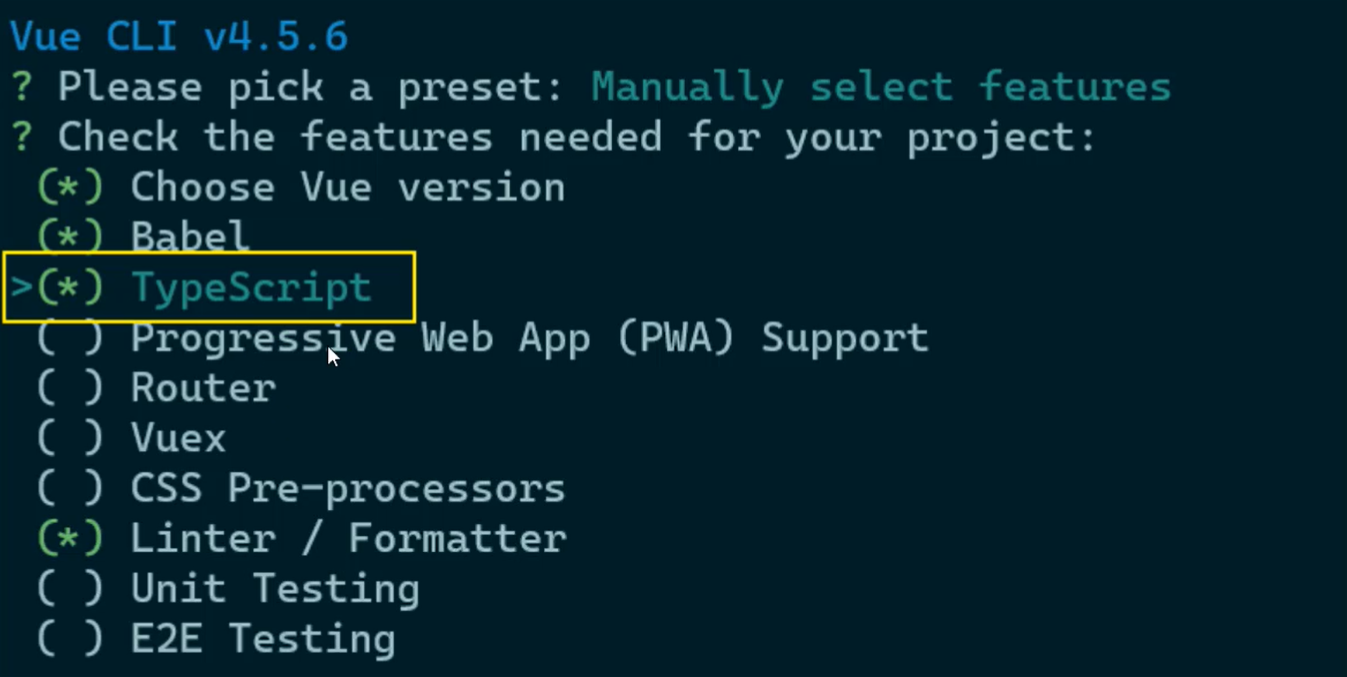 Vue CLI v4.5.6
? Please pick a preset: Manually select features
? Check the features needed for your project:
(*) Choose Vue version
(*) Babel
>(*) TypeScript
( ) Progressive Web App (PWA) Support
( ) Router
( ) Vuex
( ) CSS Pre-processors
(*) Linter / Formatter
( ) Unit Testing
( ) E2E Testing